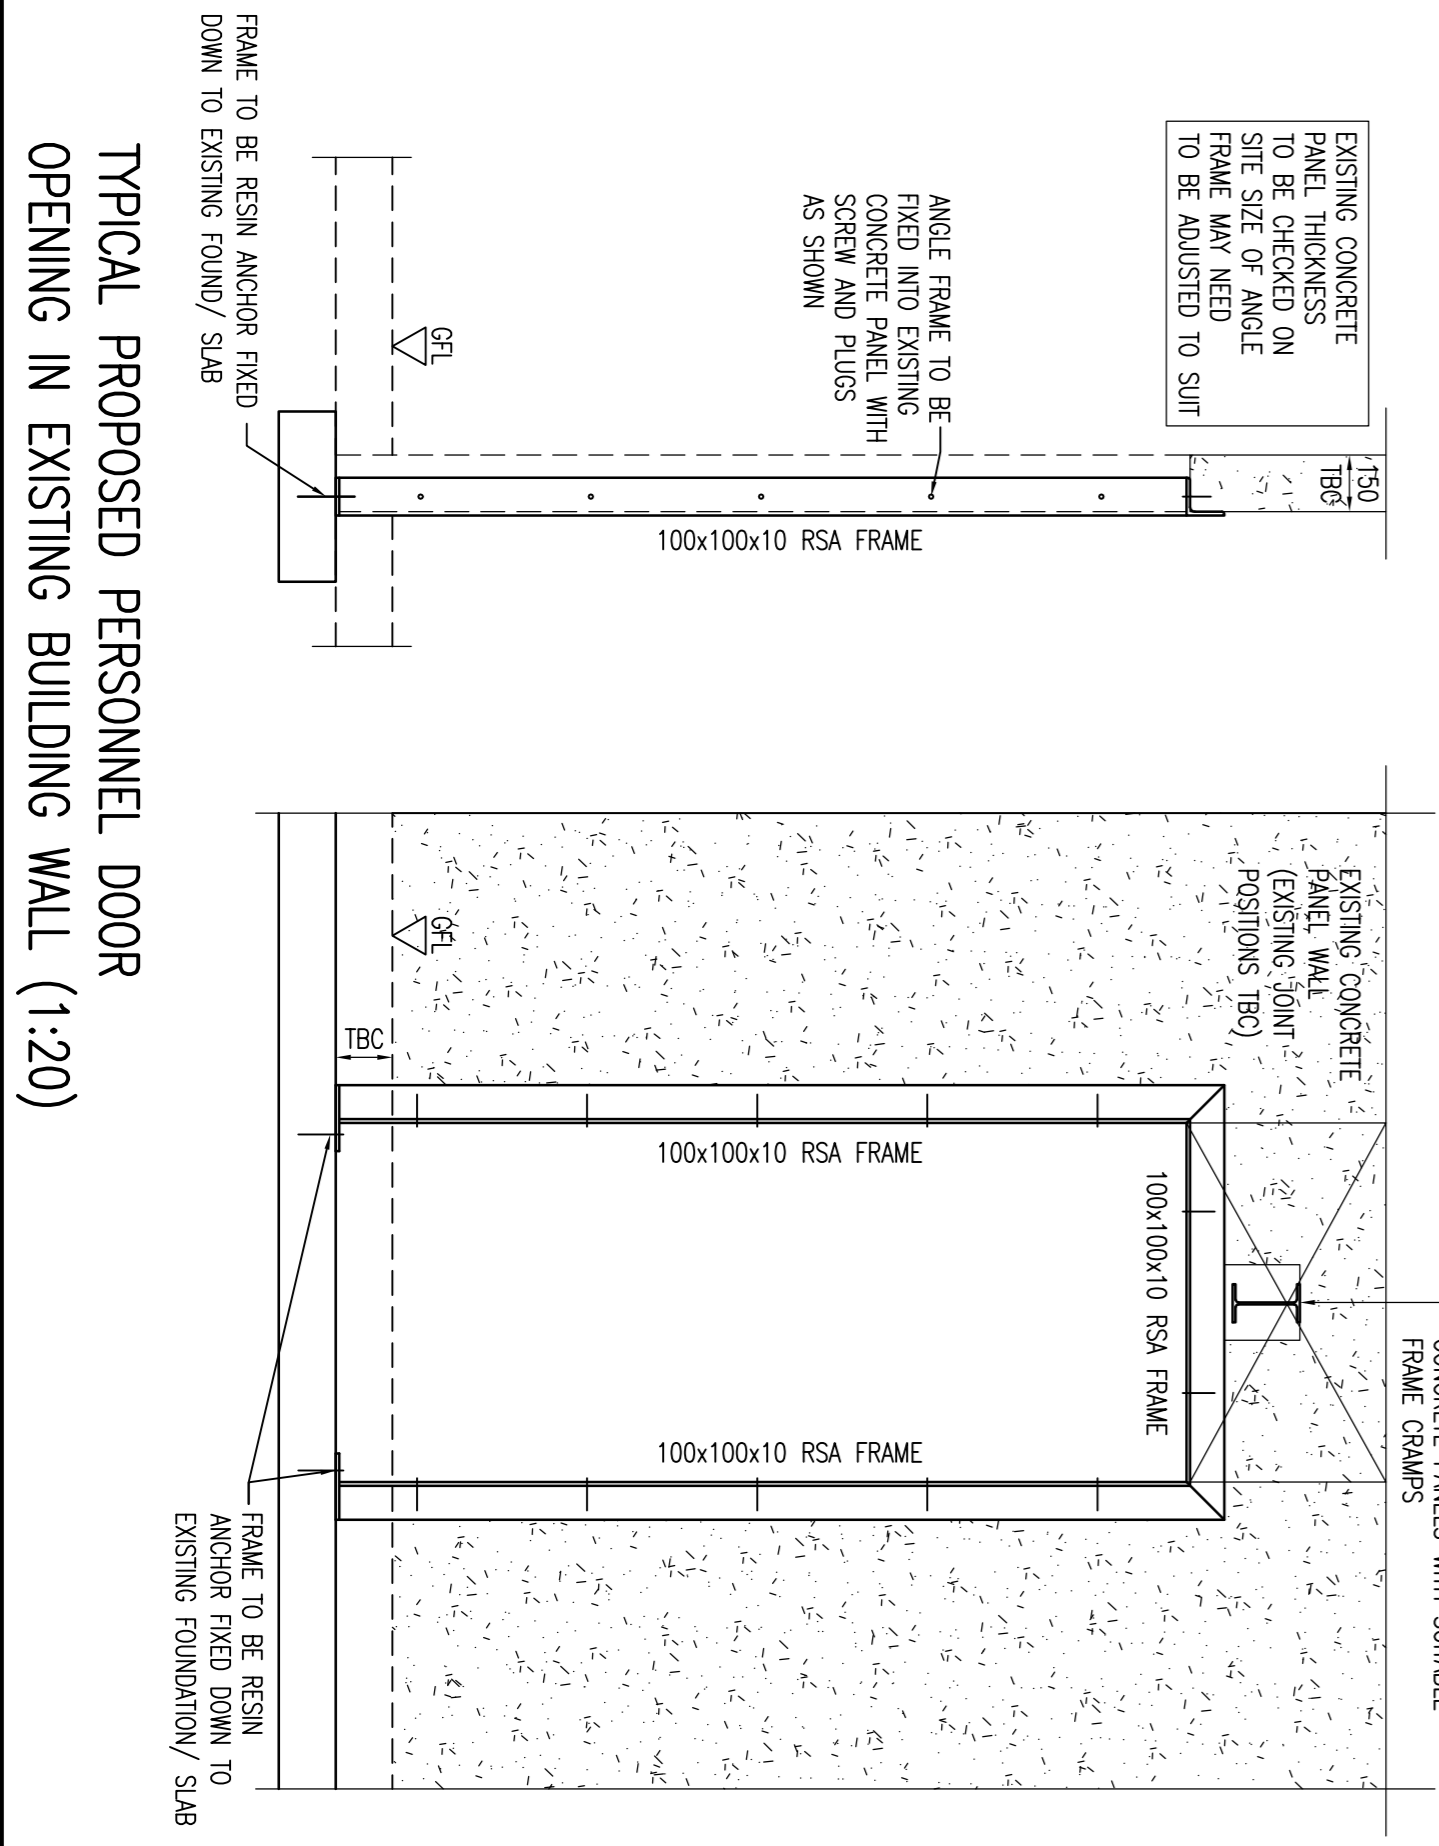 EXISTING CONCRETE
PANEL THICKNESS
TO BE CHECKED ON
SITE SIZE OF ANGLE
FRAME MAY NEED
TO BE ADJUSTED TO SUIT
150
TBC
ANGLE FRAME TO BE
FIXED INTO EXISTING
CONCRETE PANEL WITH
SCREW AND PLUGS
AS SHOWN
100x100x10 RSA FRAME
GFL
FRAME TO BE RESIN ANCHOR FIXED
DOWN TO EXISTING FOUND/ SLAB
FRAME CRAMPS
EXISTING CONCRETE
PANEL WALL
(EXISTING JOINT
POSITIONS TBC)
100x100x10 RSA FRAME
100x100x10 RSA FRAME
100x100x10 RSA FRAME
GFL
TBC
FRAME TO BE RESIN
ANCHOR FIXED DOWN TO
EXISTING FOUNDATION/ SLAB
TYPICAL PROPOSED PERSONNEL DOOR
OPENING IN EXISTING BUILDING WALL (1:20)